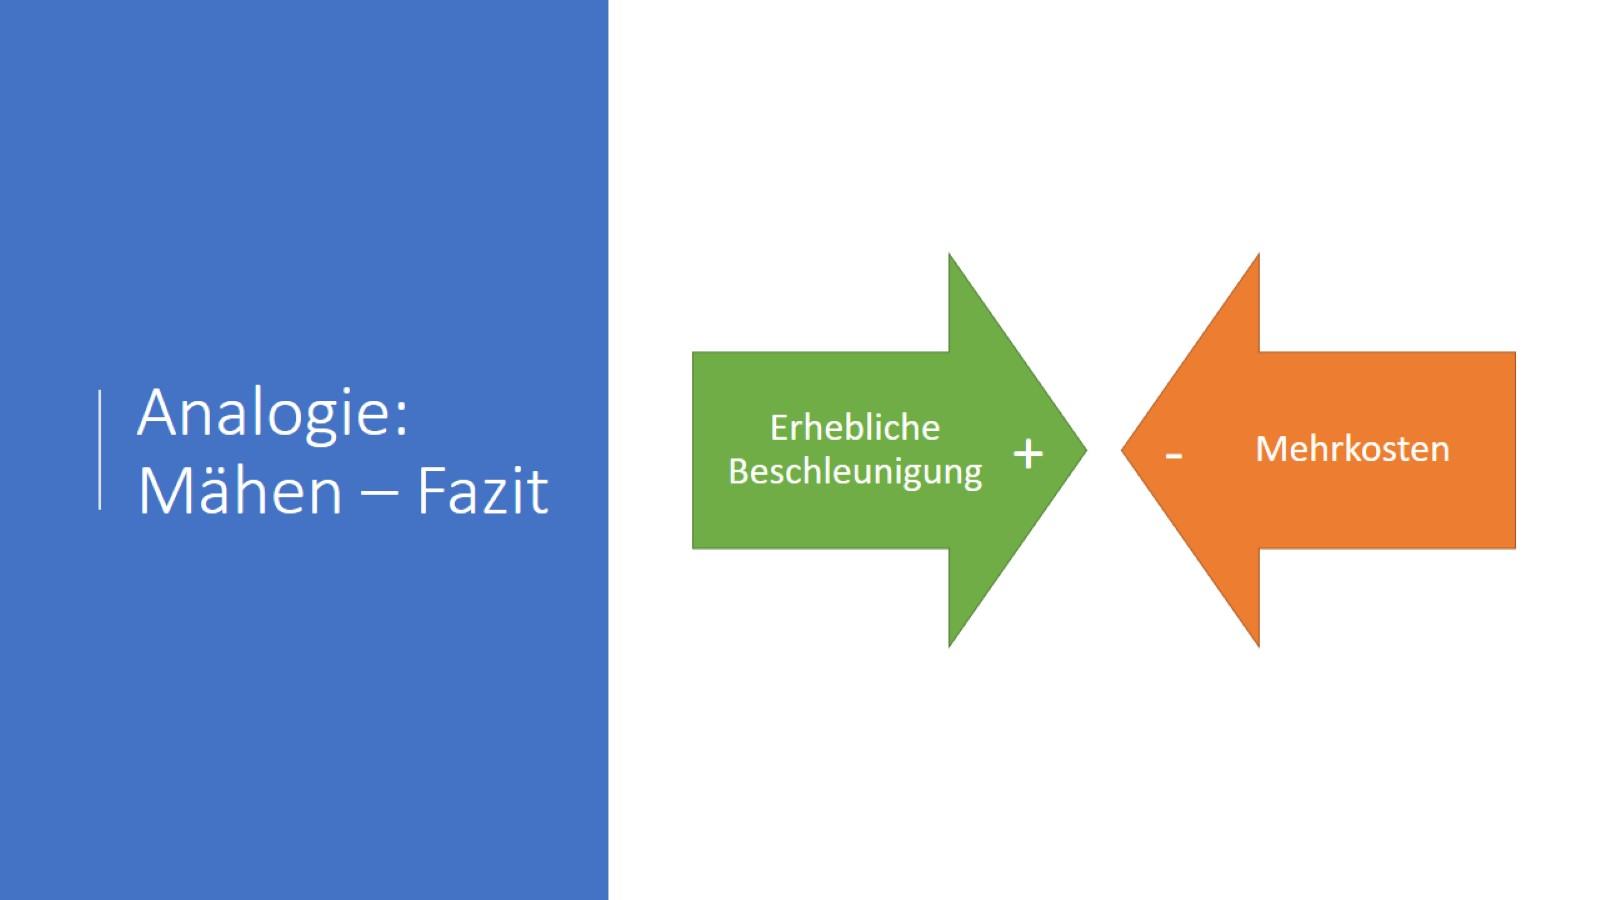 Analogie:
Mähen – Fazit
Erhebliche
Beschleunigung
+
-
Mehrkosten